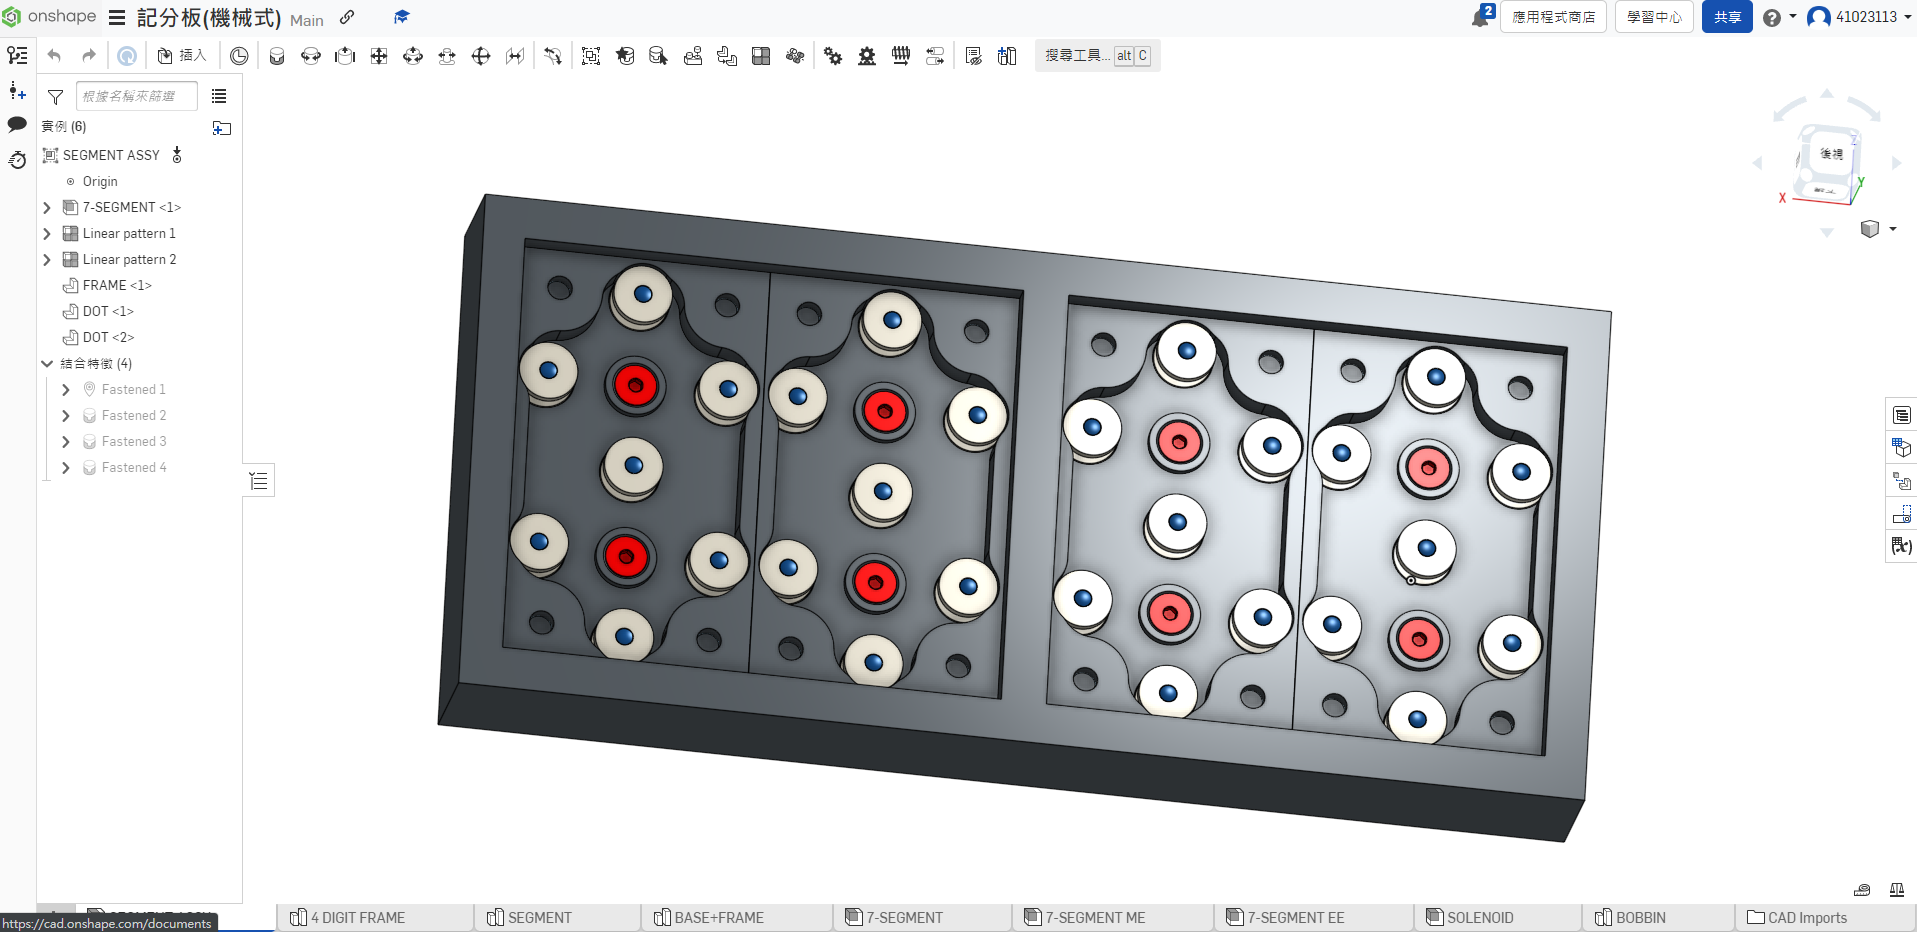 onshape
記分板(機械式) Main
2
應用程式商店
學習中心
共享
41023113
插入
搜尋工具... alt C
根據名稱來篩選
實例 (6)
SEGMENT ASSY
Origin
7-SEGMENT <1>
Linear pattern 1
Linear pattern 2
FRAME <1>
DOT <1>
DOT <2>
結合特徵 (4)
Fastened 1
Fastened 2
Fastened 3
Fastened 4
Z
後視
Y
X
https://cad.onshape.com/documents
4 DIGIT FRAME
SEGMENT
BASE+FRAME
7-SEGMENT
7-SEGMENT ME
7-SEGMENT EE
SOLENOID
BOBBIN
CAD Imports